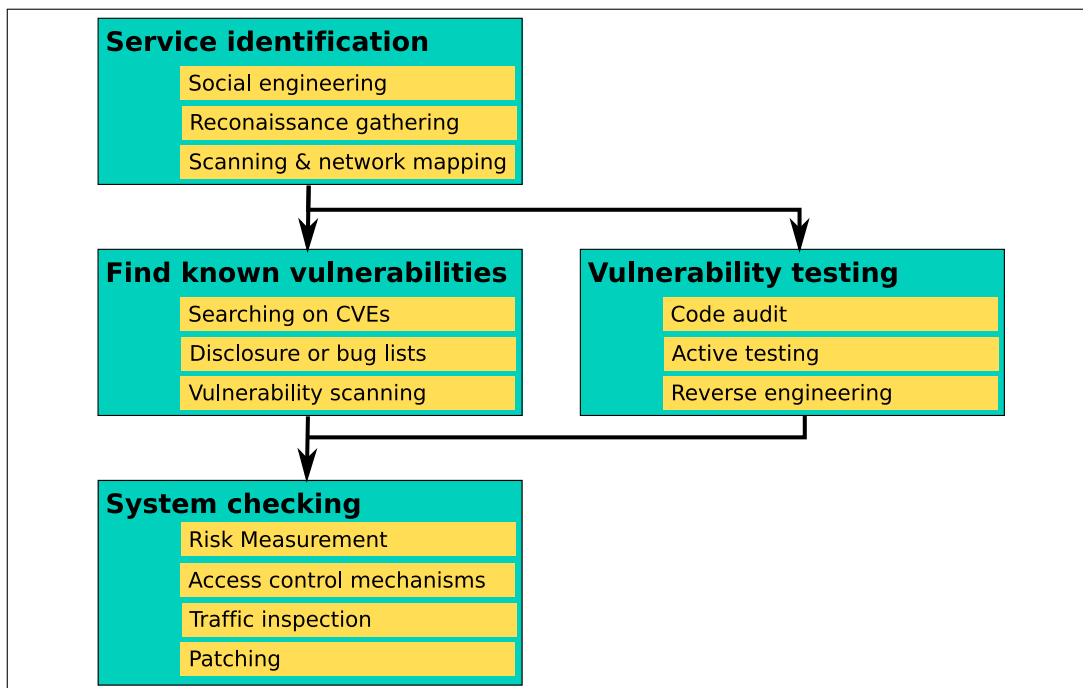 Service identification
Social engineering
Reconaissance gathering
Scanning & network mapping
Find known vulnerabilities
Searching on CVEs
Disclosure or bug lists
Vulnerability scanning
Vulnerability testing
Code audit
Active testing
Reverse engineering
System checking
Risk Measurement
Access control mechanisms
Traffic inspection
Patching